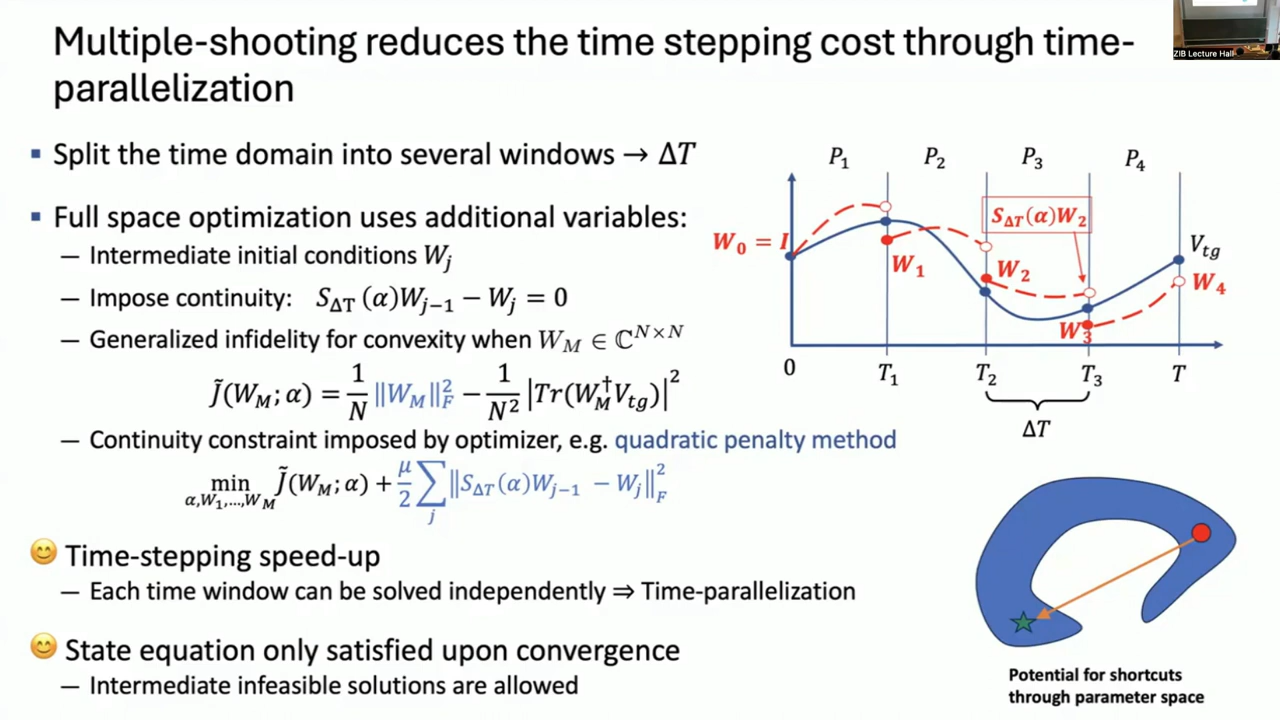 Multiple-shooting reduces the time stepping cost through time-
parallelization
ZIB Lecture Hall
▪ Split the time domain into several windows → ΔT
▪ Full space optimization uses additional variables:
— Intermediate initial conditions W_j
— Impose continuity: S_ΔT (α)W_{j−1} − W_j = 0
— Generalized infidelity for convexity when W_M ∈ ℂ^{N×N}
J̃(W_M; α) = 1/N ‖W_M‖²_F − 1/N² |Tr(W_M^† V_tg)|²
— Continuity constraint imposed by optimizer, e.g. quadratic penalty method
min_{α,W_1,…,W_M} J̃(W_M; α) + μ/2 ∑_j ‖S_ΔT(α)W_{j−1} − W_j‖²_F
😊 Time-stepping speed-up
— Each time window can be solved independently ⇒ Time-parallelization
😊 State equation only satisfied upon convergence
— Intermediate infeasible solutions are allowed
P_1 P_2 P_3 P_4
S_ΔT(α)W_2
W_0 = I
W_1
W_2
V_tg
W_4
W_3
0 T_1 T_2 T_3 T
ΔT
Potential for shortcuts
through parameter space